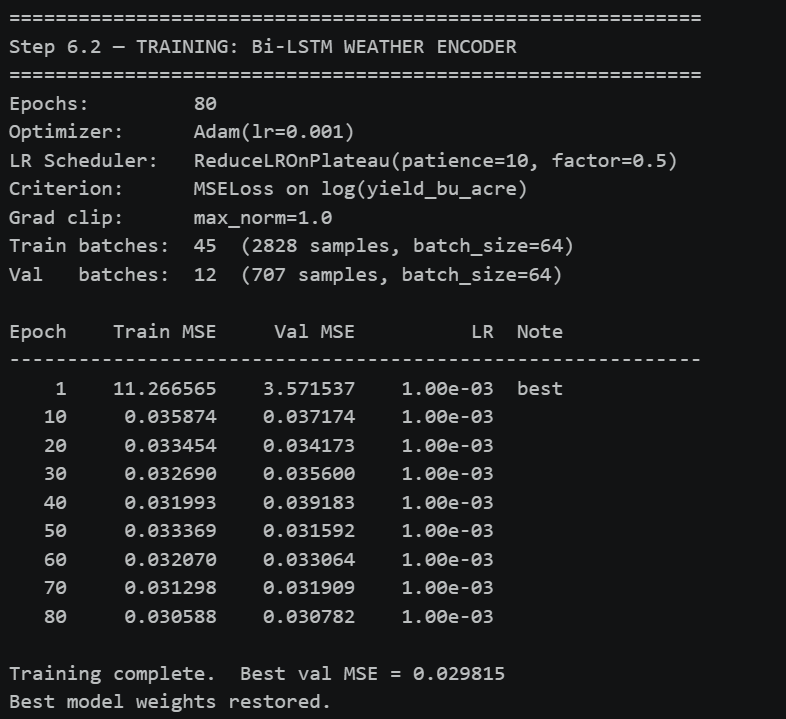 ============================================================
Step 6.2 — TRAINING: Bi-LSTM WEATHER ENCODER
============================================================
Epochs:         80
Optimizer:      Adam(lr=0.001)
LR Scheduler:   ReduceLROnPlateau(patience=10, factor=0.5)
Criterion:      MSELoss on log(yield_bu_acre)
Grad clip:      max_norm=1.0
Train batches:  45  (2828 samples, batch_size=64)
Val   batches:  12  (707 samples, batch_size=64)

Epoch    Train MSE     Val MSE          LR  Note
------------------------------------------------------------
    1    11.266565    3.571537    1.00e-03  best
   10     0.035874    0.037174    1.00e-03
   20     0.033454    0.034173    1.00e-03
   30     0.032690    0.035600    1.00e-03
   40     0.031993    0.039183    1.00e-03
   50     0.033369    0.031592    1.00e-03
   60     0.032070    0.033064    1.00e-03
   70     0.031298    0.031909    1.00e-03
   80     0.030588    0.030782    1.00e-03

Training complete.  Best val MSE = 0.029815
Best model weights restored.